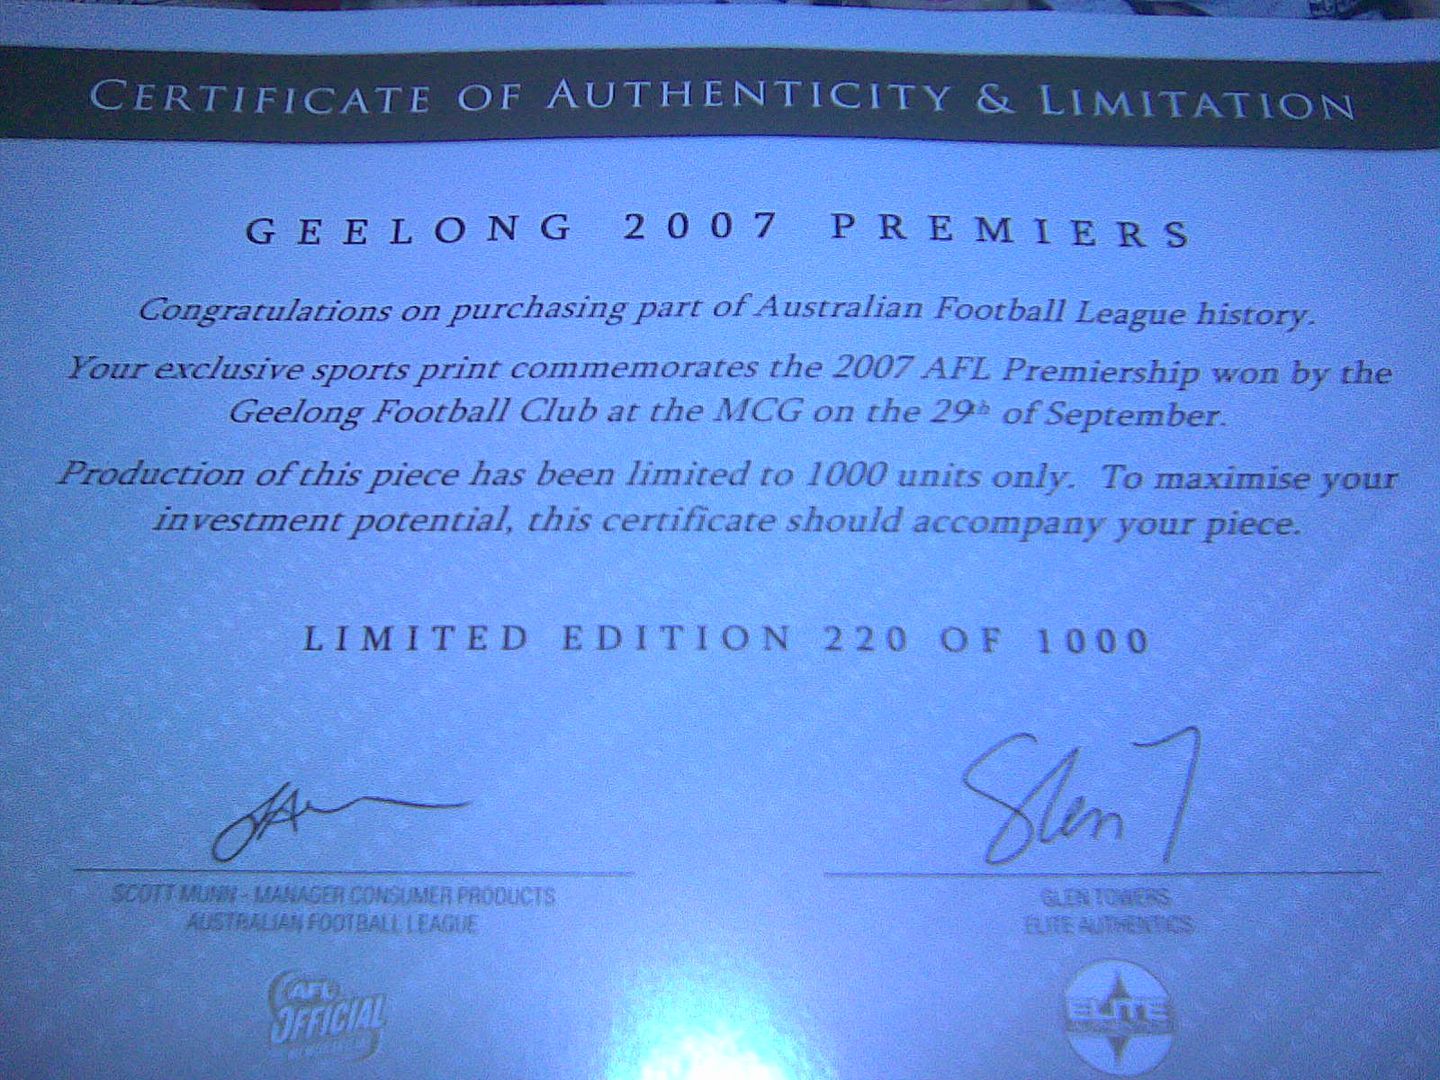 CERTIFICATE OF AUTHENTICITY & LIMITATION
GEELONG 2007 PREMIERS
Congratulations on purchasing part of Australian Football League history.
Your exclusive sports print commemorates the 2007 AFL Premiership won by the
Geelong Football Club at the MCG on the 29th of September.
Production of this piece has been limited to 1000 units only. To maximise your
investment potential, this certificate should accompany your piece.
LIMITED EDITION 220 OF 1000
Glen T
SCOTT MUNN - MANAGER CONSUMER PRODUCTS
AUSTRALIAN FOOTBALL LEAGUE
GLEN TOWERS
ELITE AUTHENTICS
AFL
OFFICIAL
ELITE